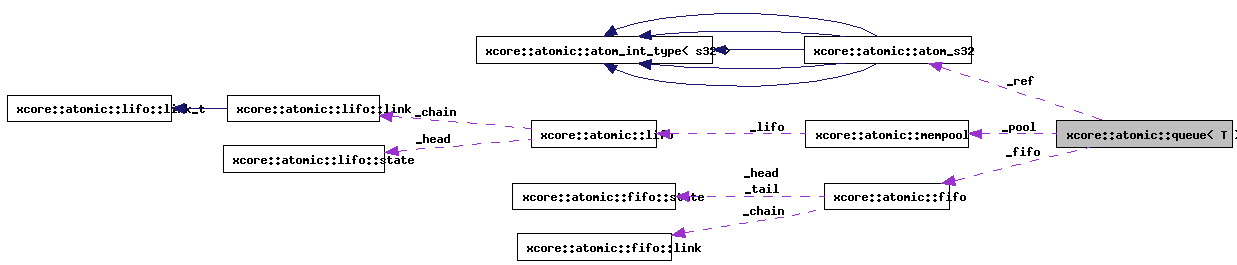 xcore::atomic::atom_int_type< s32 >
xcore::atomic::atom_s32
_ref
xcore::atomic::lifo::link_t
xcore::atomic::lifo::link
_chain
xcore::atomic::lifo
_lifo
xcore::atomic::mempool
_pool
xcore::atomic::queue< T >
_head
xcore::atomic::lifo::state
_fifo
_head
_tail
xcore::atomic::fifo::state
xcore::atomic::fifo
_chain
xcore::atomic::fifo::link